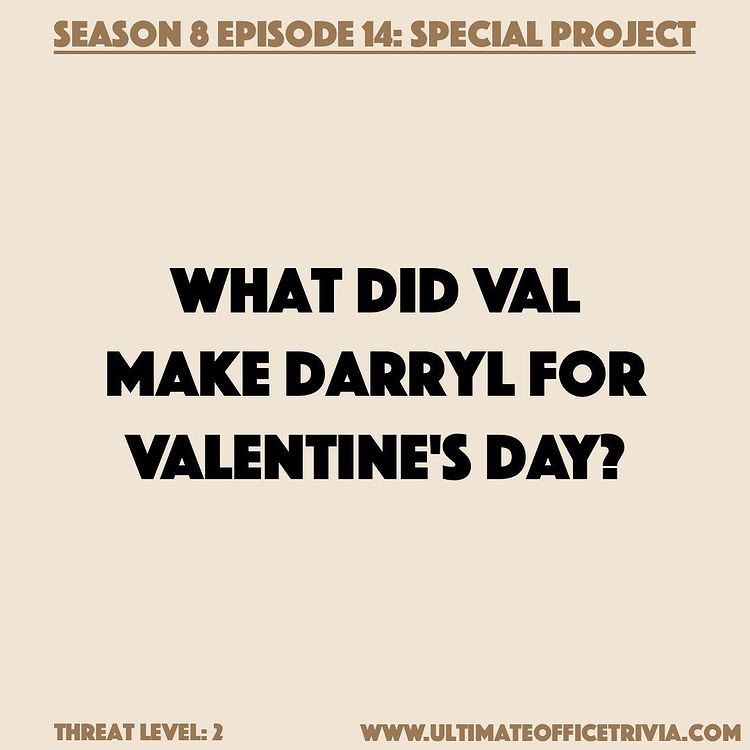 SEASON 8 EPISODE 14: SPECIAL PROJECT
WHAT DID VAL
MAKE DARRYL FOR
VALENTINE'S DAY?
THREAT LEVEL: 2
WWW.ULTIMATEOFFICETRIVIA.COM